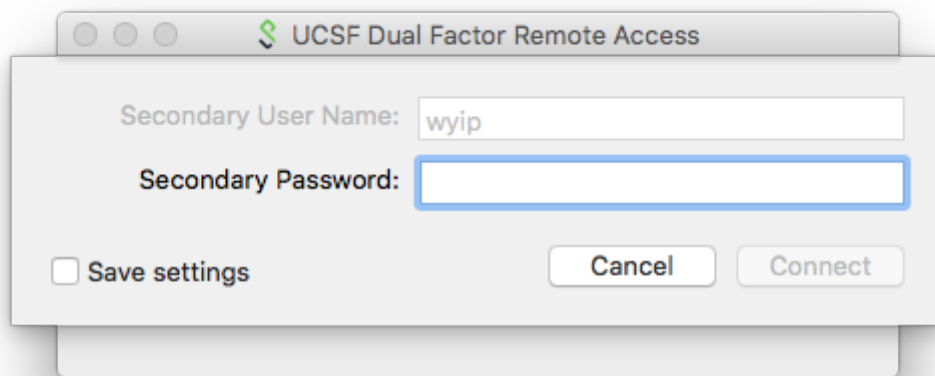 UCSF Dual Factor Remote Access
Secondary User Name: wyip
Secondary Password:
Save settings Cancel Connect